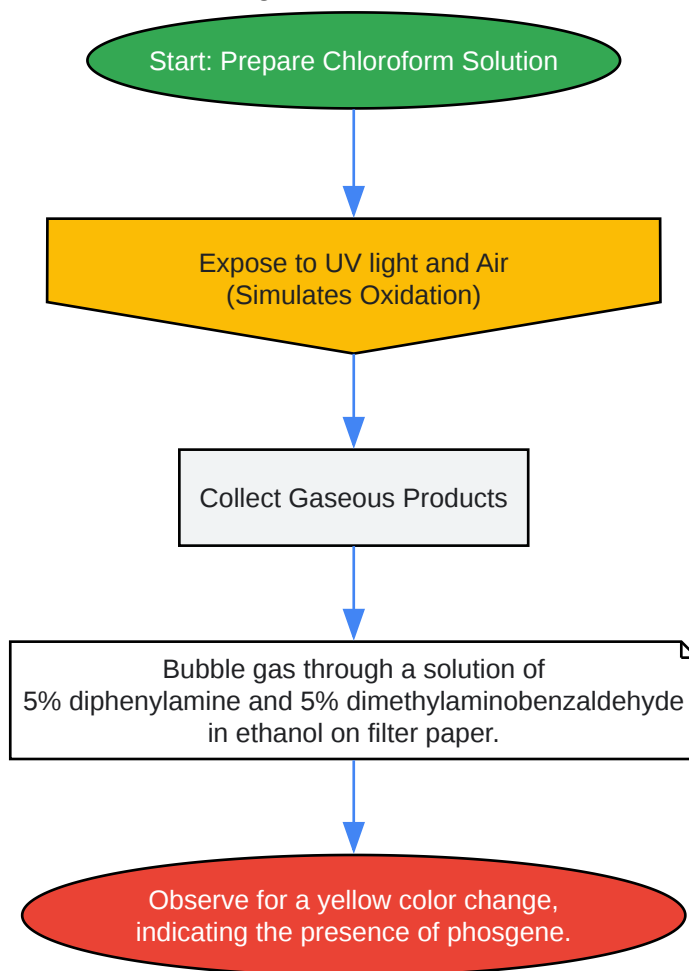 Start: Prepare Chloroform Solution
Expose to UV light and Air
(Simulates Oxidation)
Collect Gaseous Products
Bubble gas through a solution of
5% diphenylamine and 5% dimethylaminobenzaldehyde
in ethanol on filter paper.
Observe for a yellow color change,
indicating the presence of phosgene.